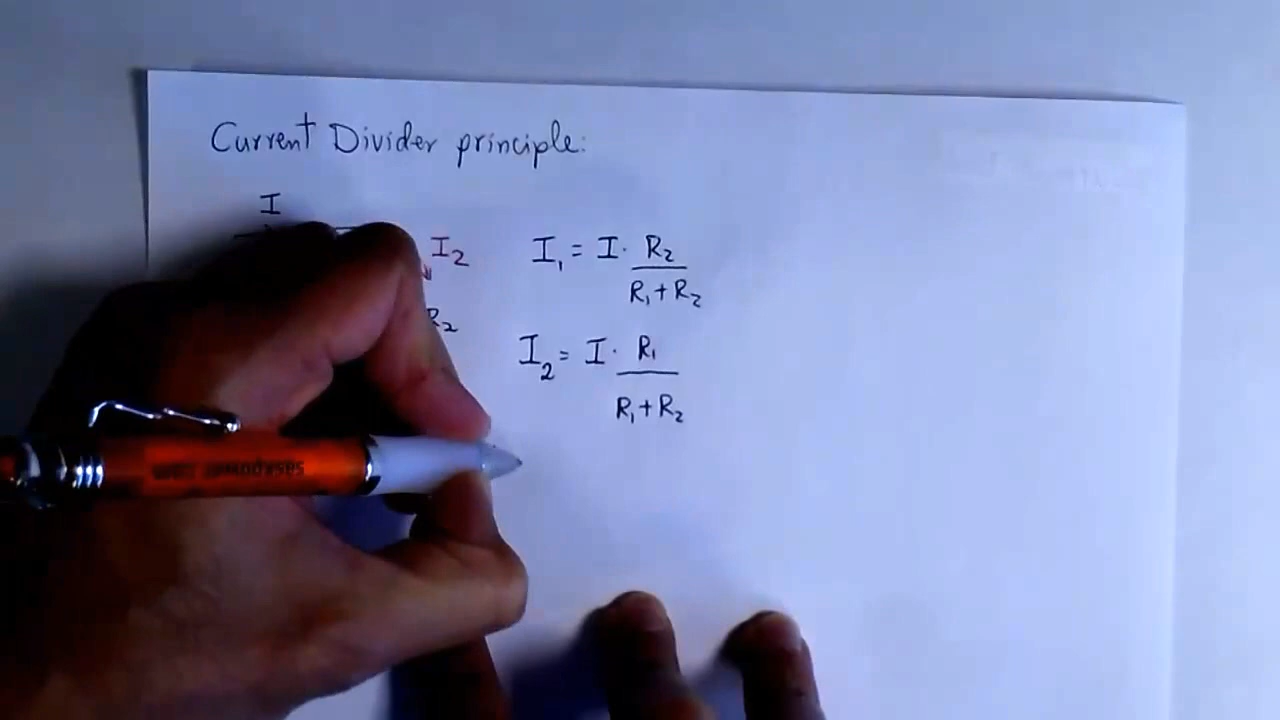 Current Divider principle:
I
I₂
R₂
I₁ = I · R₂
R₁ + R₂
I₂ = I · R₁
R₁ + R₂